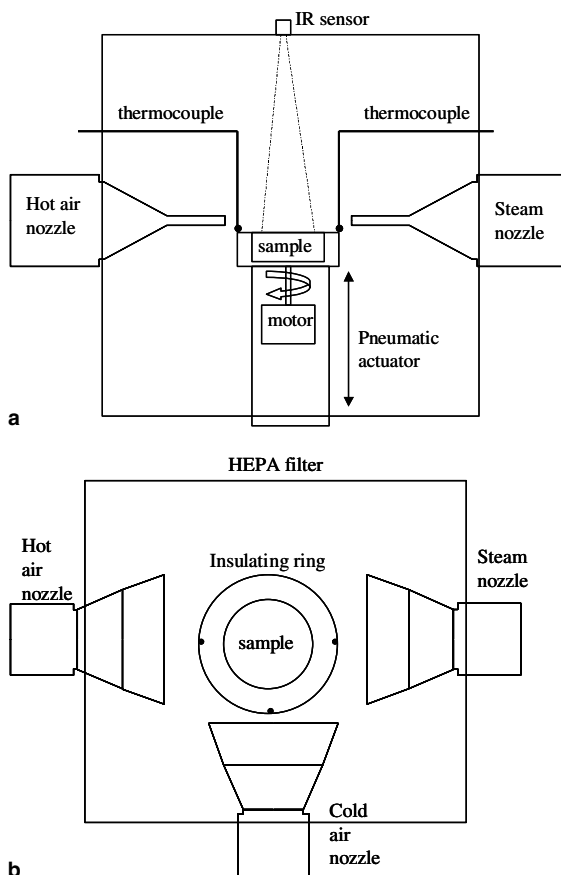 IR sensor
thermocouple
thermocouple
Hot air
nozzle
Steam
nozzle
sample
motor
Pneumatic
actuator
a
HEPA filter
Hot
air
nozzle
Insulating ring
Steam
nozzle
sample
Cold
air
nozzle
b